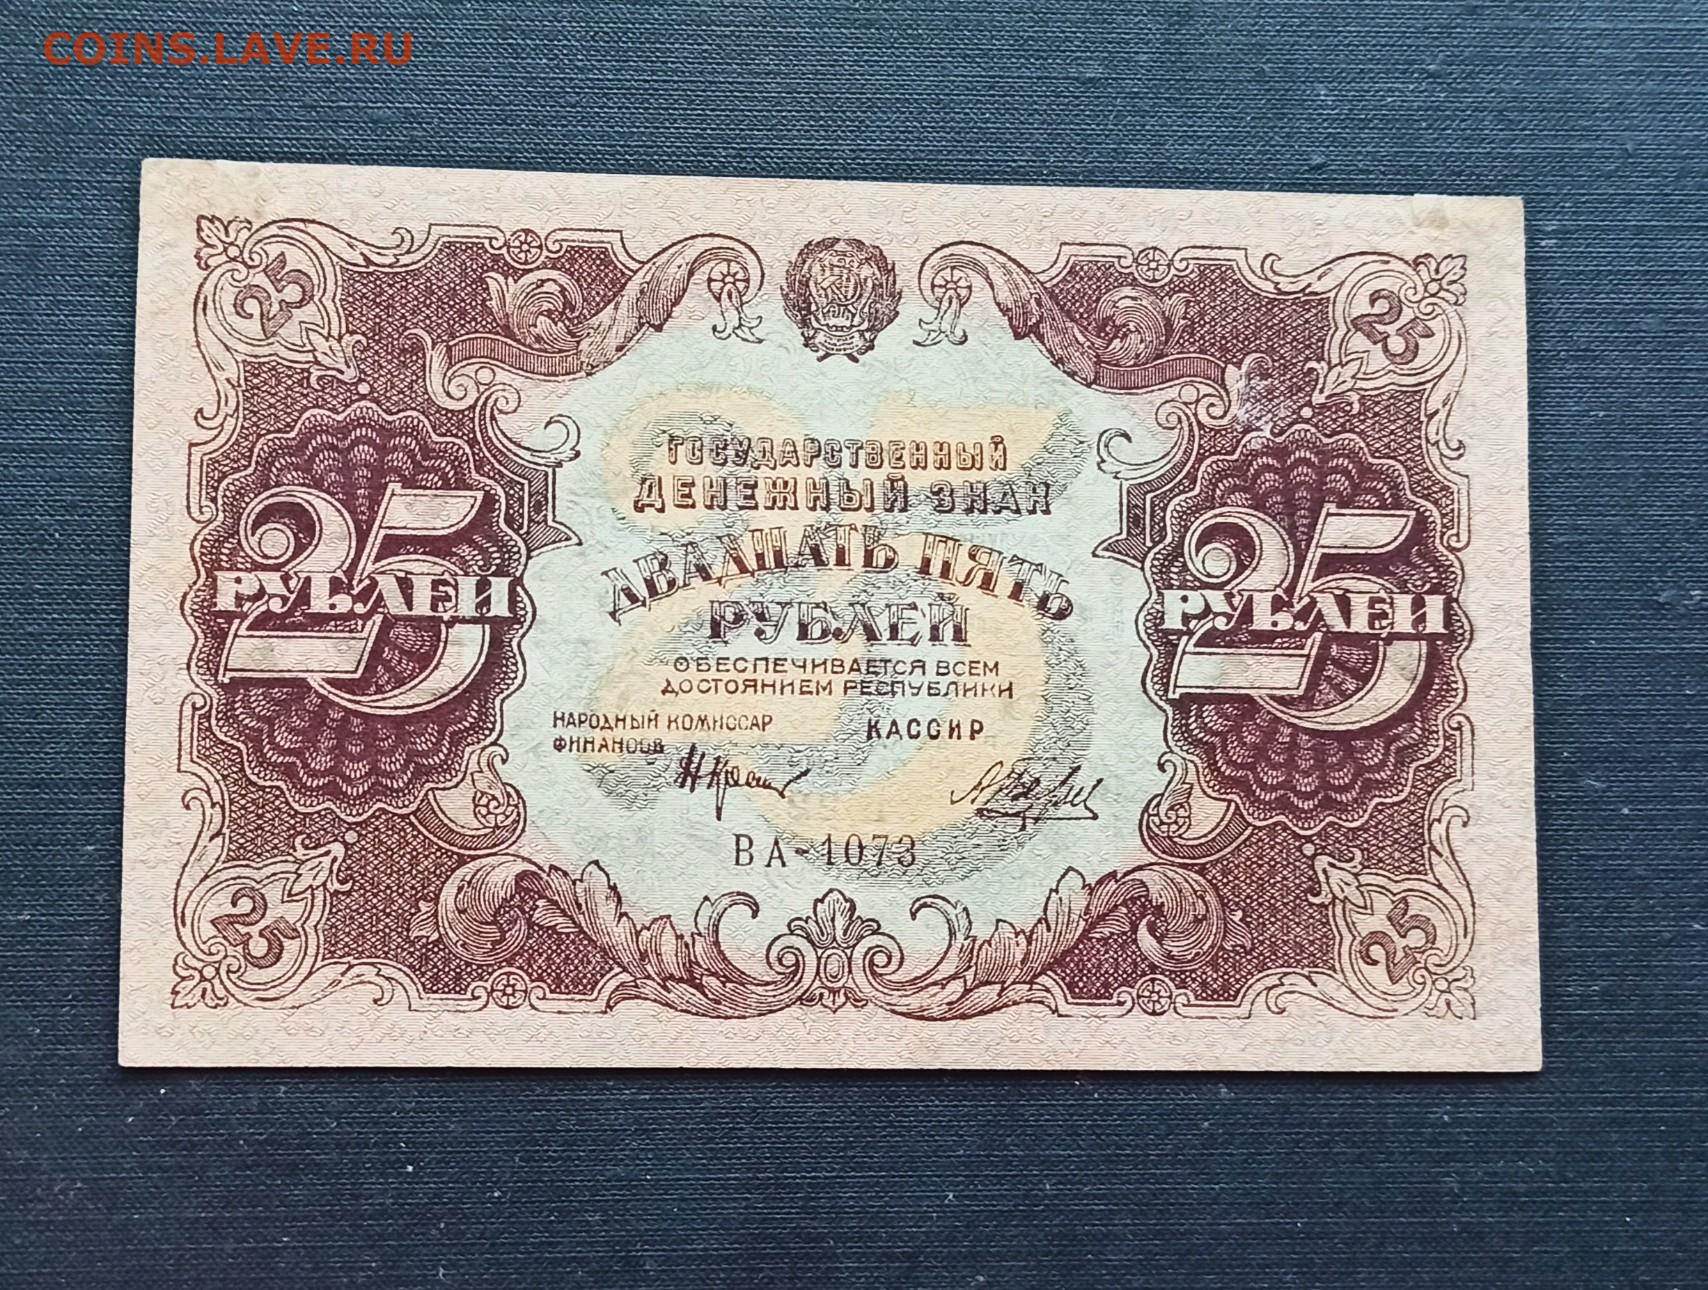 COINS.LAVE.RU
25
25
ГОСУДАРСТВЕННЫЙ
ДЕНЕЖНЫЙ ЗНАК
ДВАДЦАТЬ ПЯТЬ
РУБЛЕЙ
25
РУБЛЕЙ
25
РУБЛЕЙ
ОБЕСПЕЧИВАЕТСЯ ВСЕМ
ДОСТОЯНИЕМ РЕСПУБЛИКИ
НАРОДНЫЙ КОМИССАР
ФИНАНСОВ
КАССИР
ВА-1073
25
25